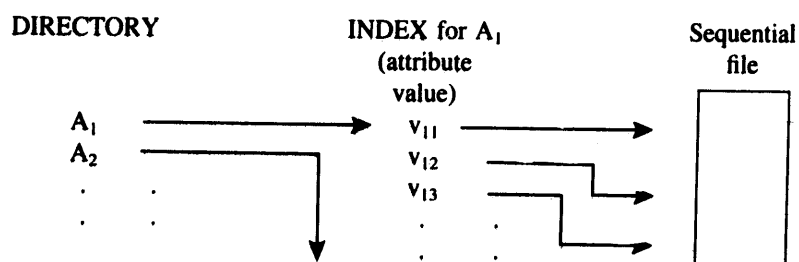 DIRECTORY
INDEX for A₁
(attribute
value)
Sequential
file
A₁
A₂
. .
. .
v₁₁
v₁₂
v₁₃
. .
. .